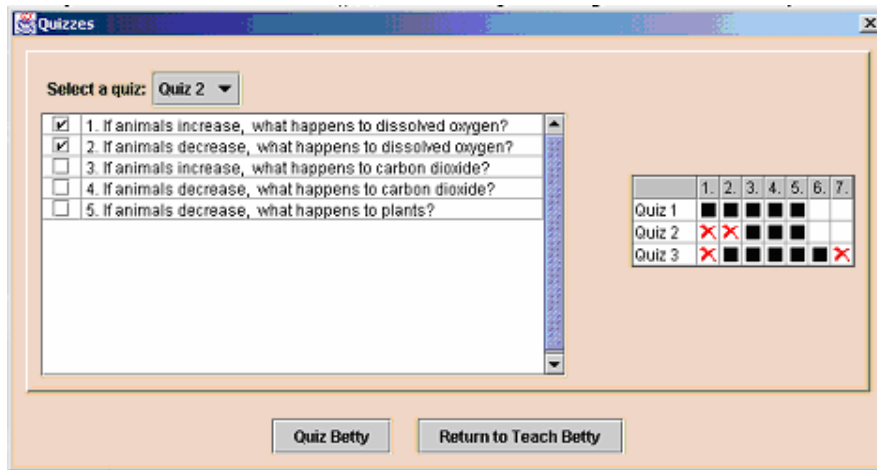 Quizzes
Select a quiz: Quiz 2
1. If animals increase, what happens to dissolved oxygen?
2. If animals decrease, what happens to dissolved oxygen?
3. If animals increase, what happens to carbon dioxide?
4. If animals decrease, what happens to carbon dioxide?
5. If animals decrease, what happens to plants?
1. 2. 3. 4. 5. 6. 7.
Quiz 1
Quiz 2
Quiz 3
Quiz Betty
Return to Teach Betty